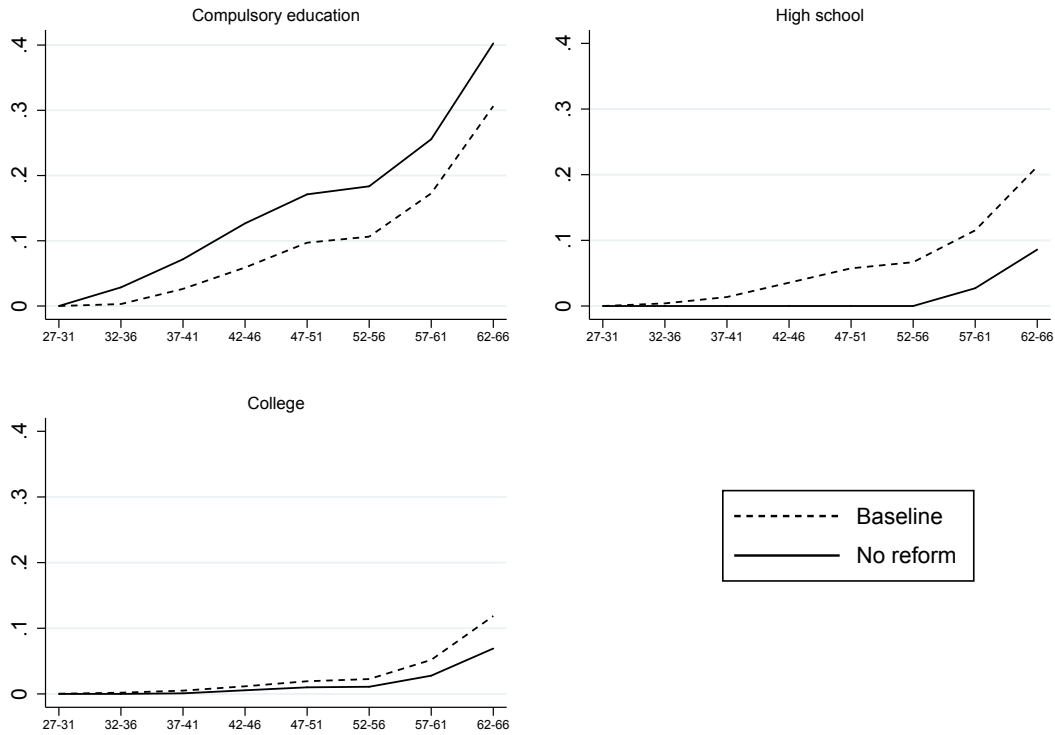 Compulsory education
.4
.3
.2
.1
0
27-31 32-36 37-41 42-46 47-51 52-56 57-61 62-66
High school
.4
.3
.2
.1
0
27-31 32-36 37-41 42-46 47-51 52-56 57-61 62-66
College
.4
.3
.2
.1
0
27-31 32-36 37-41 42-46 47-51 52-56 57-61 62-66
Baseline
No reform